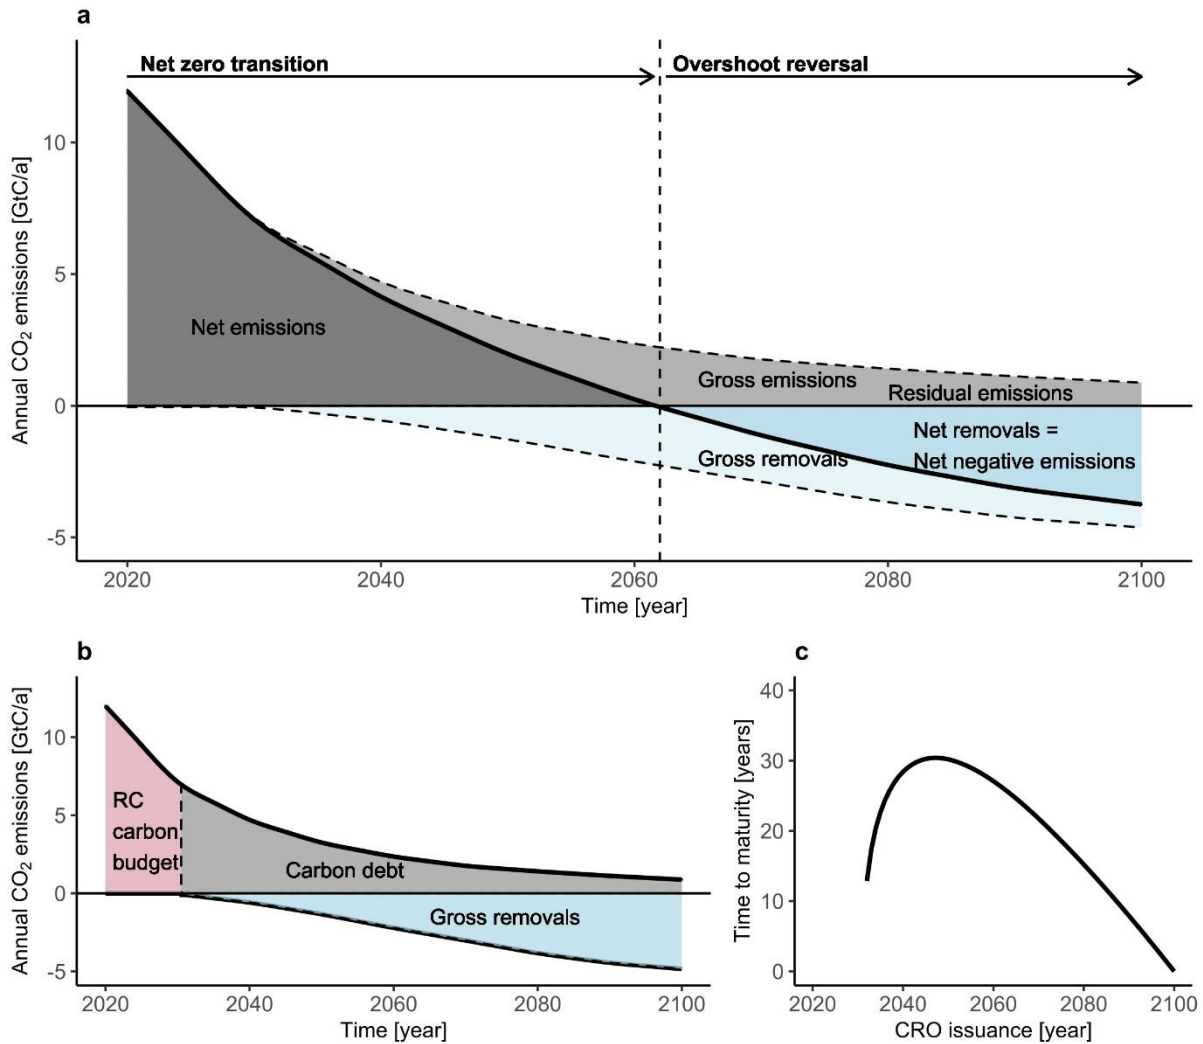 a
Net zero transition
Overshoot reversal
Annual CO₂ emissions [GtC/a]
10
5
0
-5
Net emissions
Gross emissions
Residual emissions
Gross removals
Net removals =
Net negative emissions
2020
2040
2060
2080
2100
Time [year]
b
Annual CO₂ emissions [GtC/a]
10
5
0
-5
RC
carbon
budget
Carbon debt
Gross removals
2020
2040
2060
2080
2100
Time [year]
c
Time to maturity [years]
40
30
20
10
0
2020
2040
2060
2080
2100
CRO issuance [year]